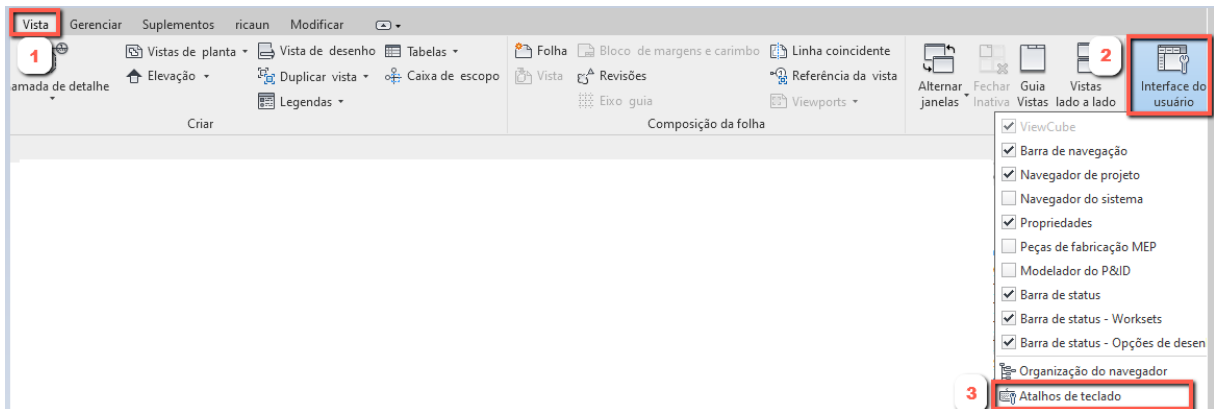 Vista Gerenciar Suplementos ricaun Modificar
1
amada de detalhe
Vistas de planta Vista de desenho Tabelas
Elevação Duplicar vista Caixa de escopo
Legendas
Criar
Folha Bloco de margens e carimbo Linha coincidente
Vista Revisões Referência da vista
Eixo guia Viewports
Composição da folha
2
Alternar janelas
Fechar Inativa
Guia Vistas
Vistas lado a lado
Interface do
usuário
ViewCube
Barra de navegação
Navegador de projeto
Navegador do sistema
Propriedades
Peças de fabricação MEP
Modelador do P&ID
Barra de status
Barra de status - Worksets
Barra de status - Opções de desen
Organização do navegador
3 Atalhos de teclado